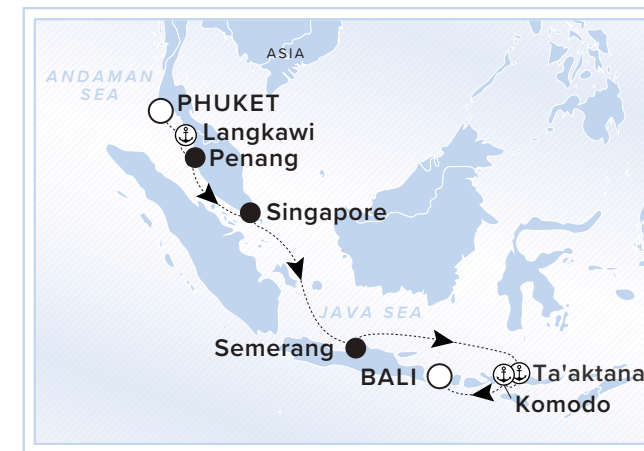 ASIA
ANDAMAN
SEA
PHUKET
Langkawi
Penang
Singapore
JAVA SEA
Semerang
BALI
Ta'aktana
Komodo